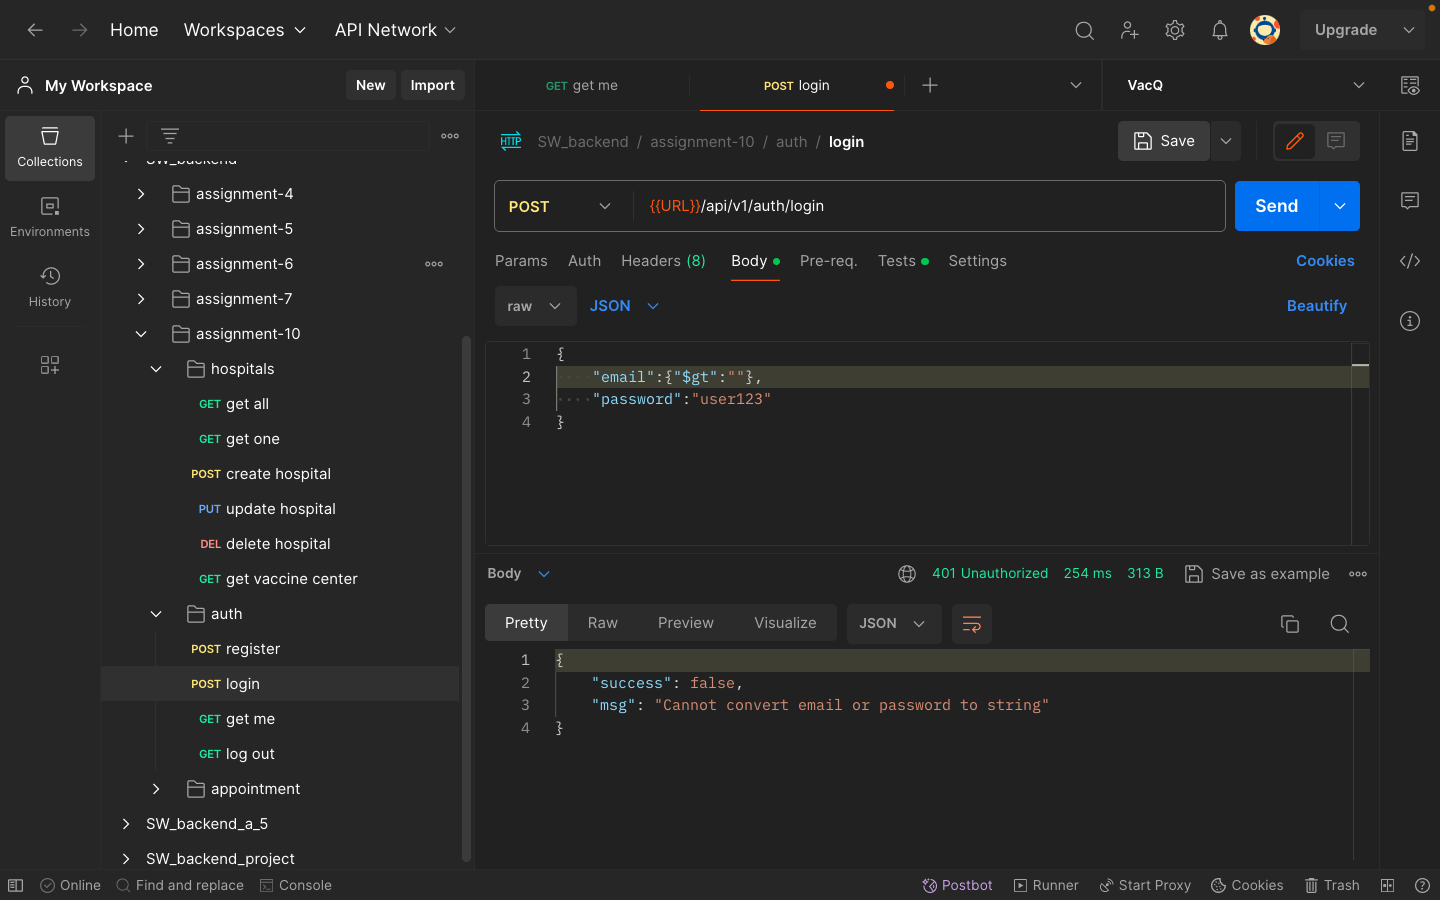 Home Workspaces API Network Upgrade
My Workspace New Import GET get me POST login VacQ
Collections
Environments
History
SW_backend
assignment-4
assignment-5
assignment-6
assignment-7
assignment-10
hospitals
GET get all
GET get one
POST create hospital
PUT update hospital
DEL delete hospital
GET get vaccine center
auth
POST register
POST login
GET get me
GET log out
appointment
SW_backend_a_5
SW_backend_project
HTTP SW_backend / assignment-10 / auth / login Save
POST {{URL}}/api/v1/auth/login Send
Params Auth Headers (8) Body Pre-req. Tests Settings Cookies
raw JSON Beautify
1 {
2 "email":{"$gt":""},
3 "password":"user123"
4 }
Body 401 Unauthorized 254 ms 313 B Save as example
Pretty Raw Preview Visualize JSON
1 {
2 "success": false,
3 "msg": "Cannot convert email or password to string"
4 }
Online Find and replace Console Postbot Runner Start Proxy Cookies Trash